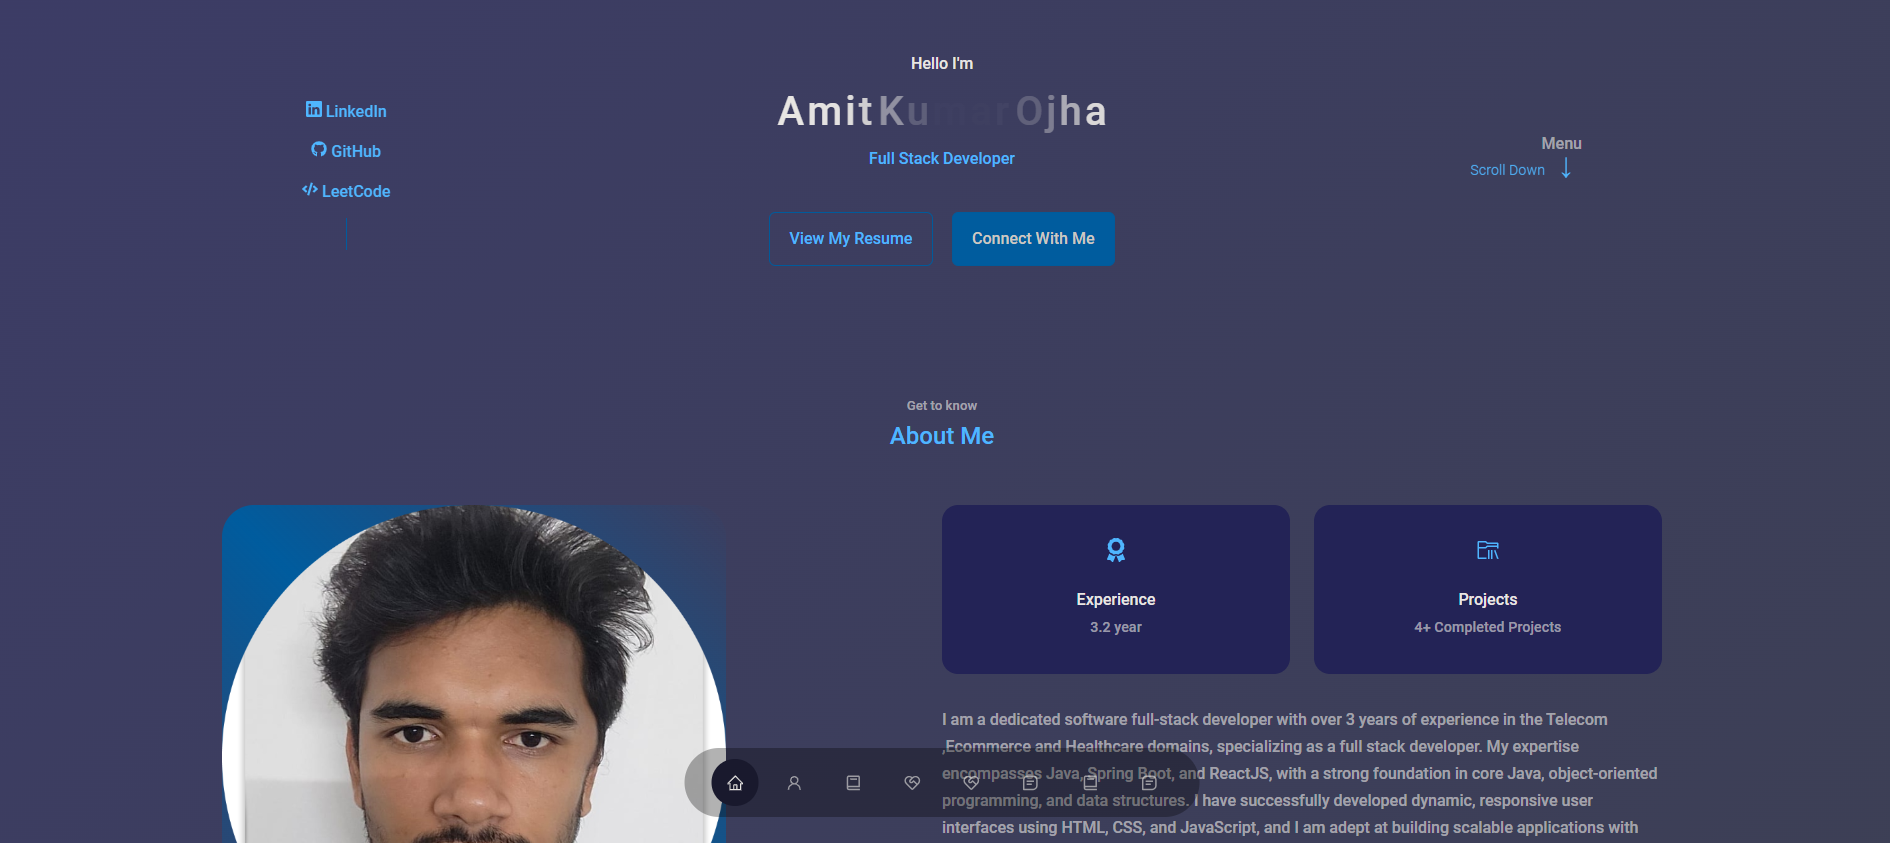 Hello I'm
Amit Kumar Ojha
Full Stack Developer
LinkedIn
GitHub
LeetCode
Menu
Scroll Down
View My Resume
Connect With Me
Get to know
About Me
Experience
3.2 year
Projects
4+ Completed Projects
I am a dedicated software full-stack developer with over 3 years of experience in the Telecom
,Ecommerce and Healthcare domains, specializing as a full stack developer. My expertise
encompasses Java, Spring Boot, and ReactJS, with a strong foundation in core Java, object-oriented
programming, and data structures. I have successfully developed dynamic, responsive user
interfaces using HTML, CSS, and JavaScript, and I am adept at building scalable applications with